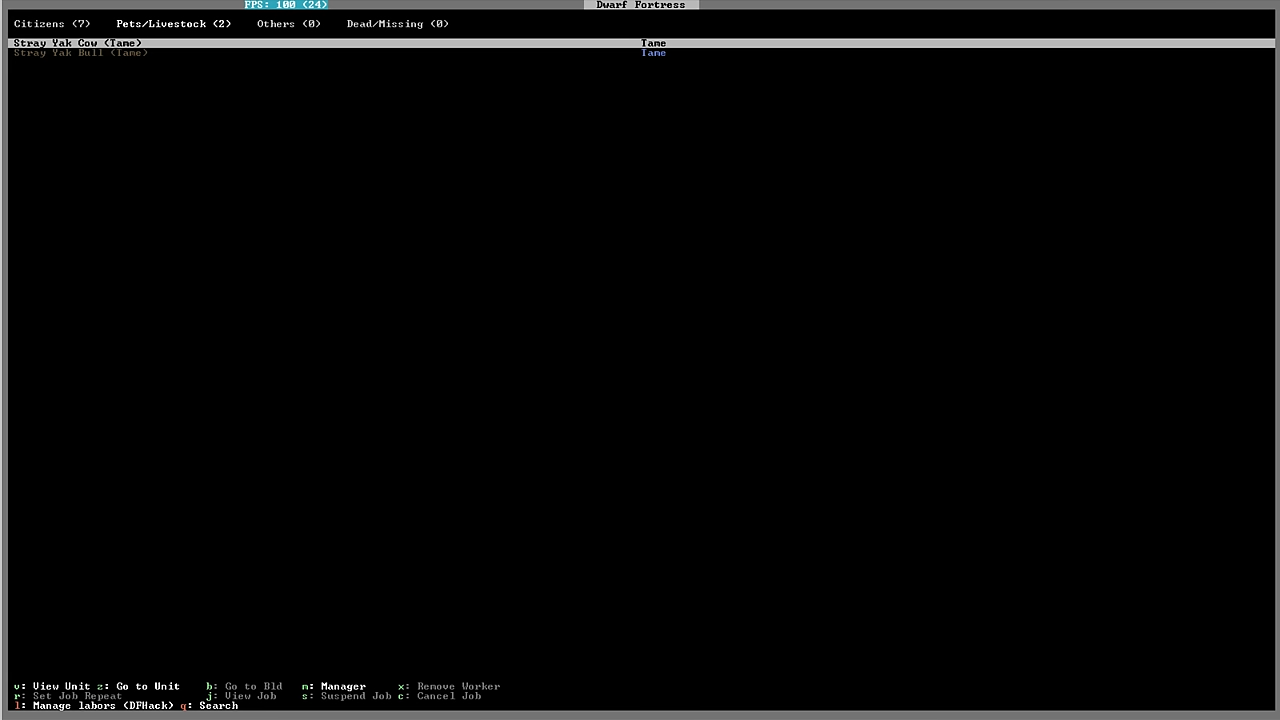 FPS: 100 (24) Dwarf Fortress
Citizens (7) Pets/Livestock (2) Others (0) Dead/Missing (0)
Stray Yak Cow (Tame) Tame
Stray Yak Bull (Tame) Tame
v: View Unit z: Go to Unit b: Go to Bld m: Manager x: Remove Worker
r: Set Job Repeat j: View Job s: Suspend Job c: Cancel Job
l: Manage labors (DFHack) q: Search